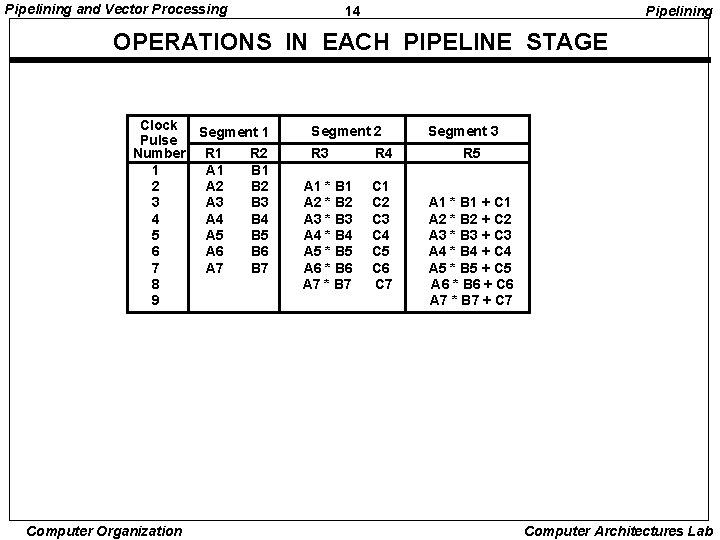 Pipelining and Vector Processing 14 Pipelining
OPERATIONS IN EACH PIPELINE STAGE
Clock Pulse Number Segment 1 Segment 2 Segment 3
R1 R2 R3 R4 R5
1 A1 B1
2 A2 B2 A1 * B1 C1
3 A3 B3 A2 * B2 C2 A1 * B1 + C1
4 A4 B4 A3 * B3 C3 A2 * B2 + C2
5 A5 B5 A4 * B4 C4 A3 * B3 + C3
6 A6 B6 A5 * B5 C5 A4 * B4 + C4
7 A7 B7 A6 * B6 C6 A5 * B5 + C5
8 A7 * B7 C7 A6 * B6 + C6
9 A7 * B7 + C7
Computer Organization Computer Architectures Lab